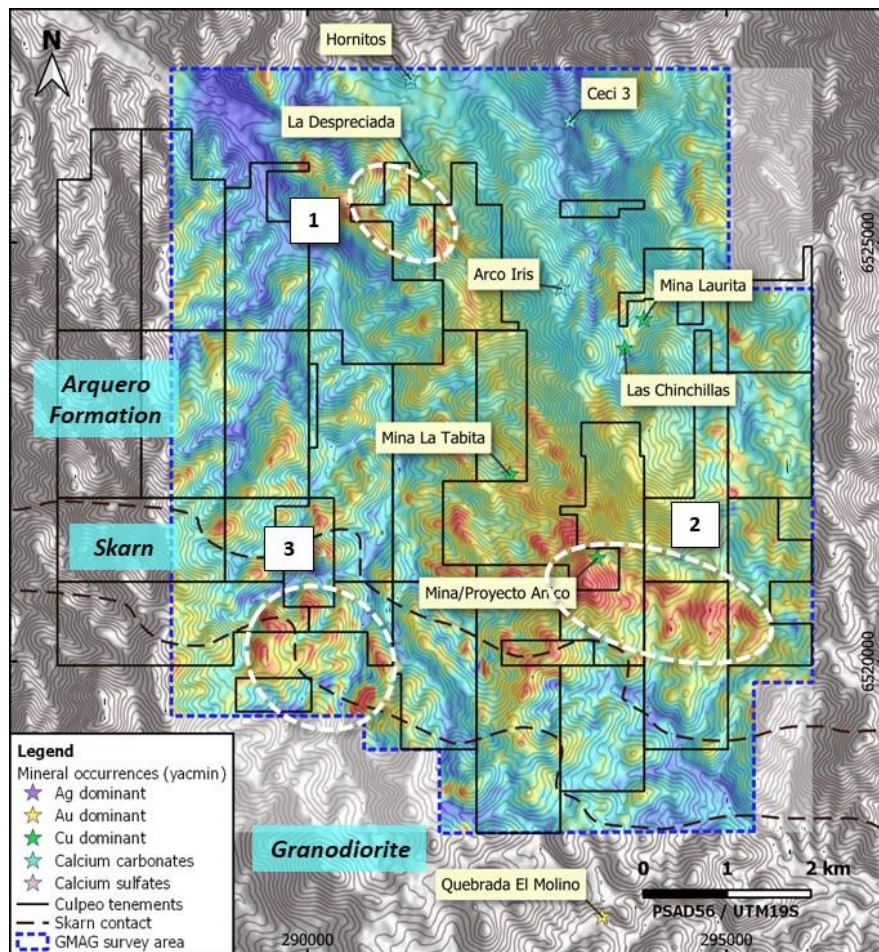 N
Hornitos
Ceci 3
La Despreciada
1
6525000
Arco Iris
Mina Laurita
Las Chinchillas
Arquero
Formation
Mina La Tabita
2
Skarn
3
Mina/Proyecto Arrco
6520000
Legend
Mineral occurrences (yacmin)
Ag dominant
Au dominant
Cu dominant
Calcium carbonates
Calcium sulfates
Culpeo tenements
Skarn contact
GMAG survey area
Granodiorite
Quebrada El Molino
0 1 2 km
PSAD56 / UTM19S
290000
295000